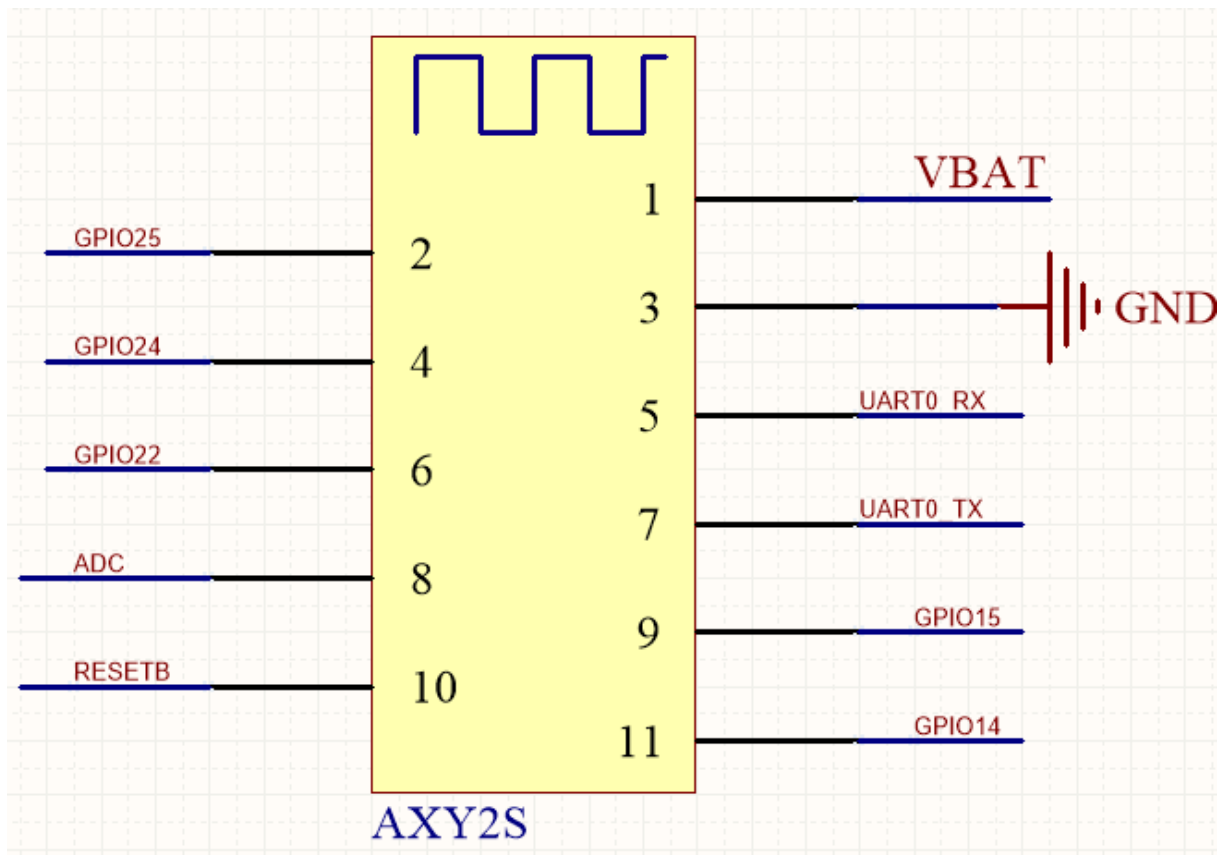 VBAT
1
GPIO25
2
3
GND
GPIO24
4
UART0_RX
5
GPIO22
6
UART0_TX
7
ADC
8
GPIO15
9
RESETB
10
GPIO14
11
AXY2S